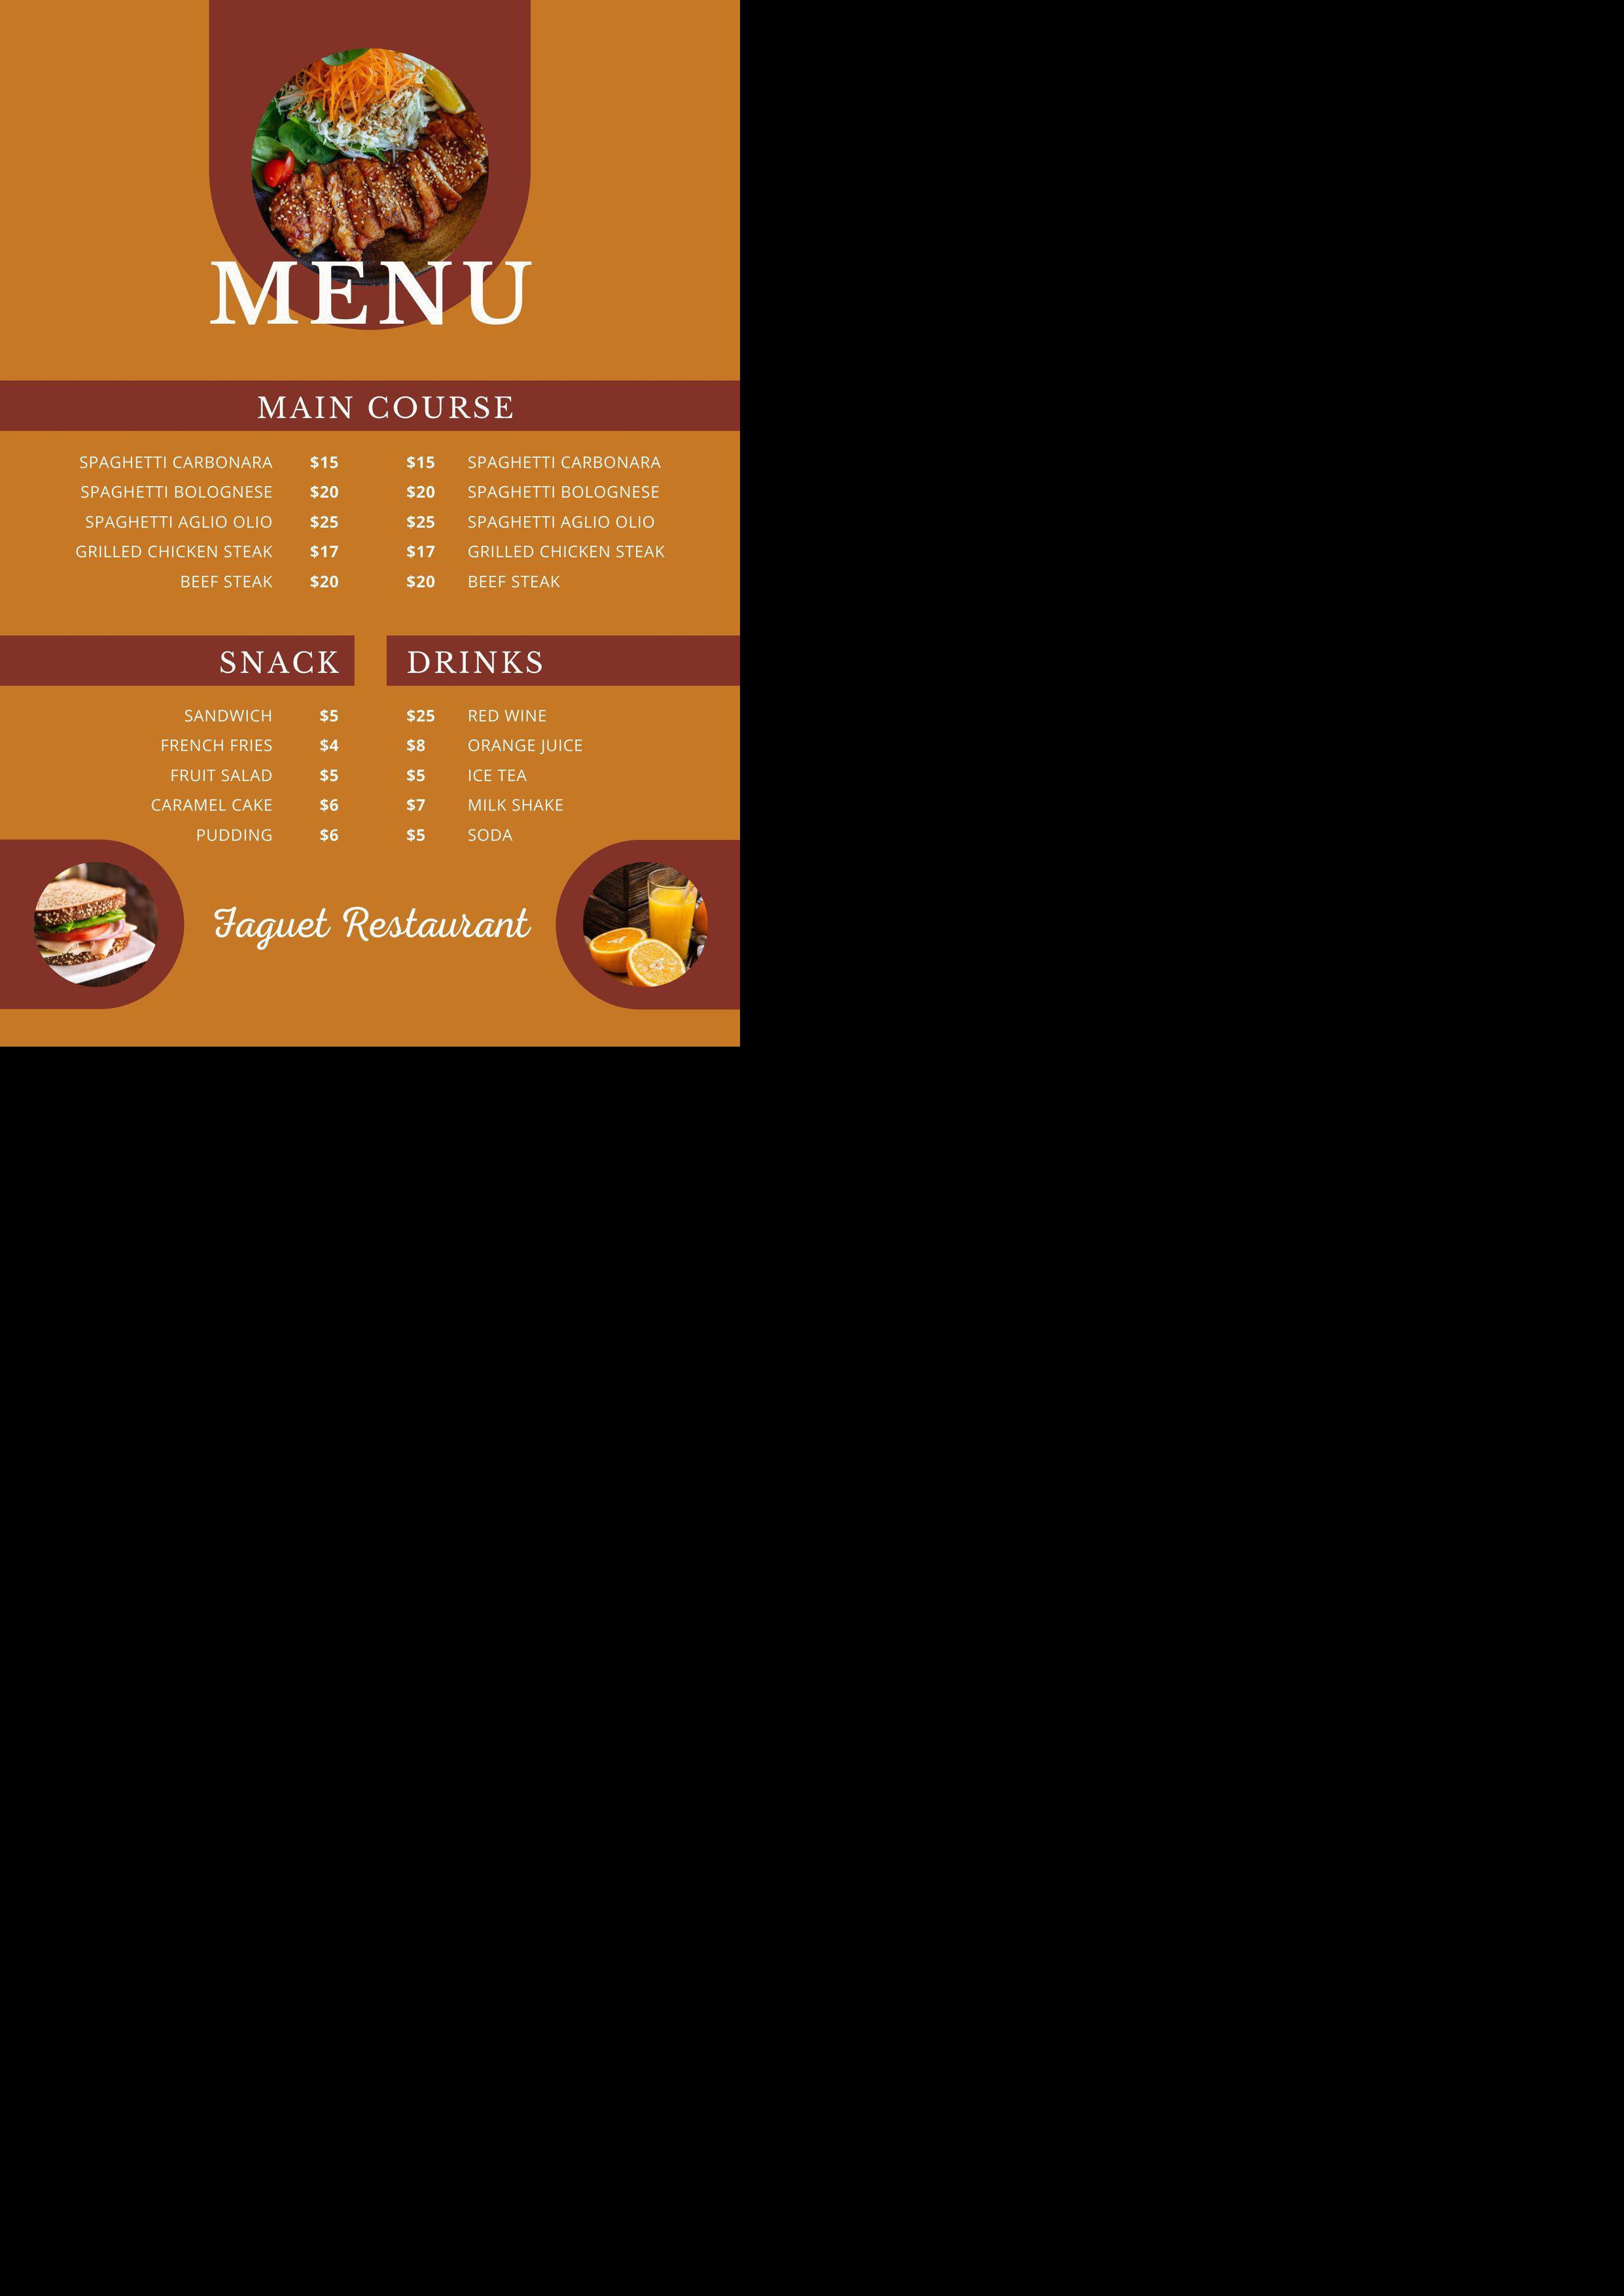 MENU
MAIN COURSE
SPAGHETTI CARBONARA $15 $15 SPAGHETTI CARBONARA
SPAGHETTI BOLOGNESE $20 $20 SPAGHETTI BOLOGNESE
SPAGHETTI AGLIO OLIO $25 $25 SPAGHETTI AGLIO OLIO
GRILLED CHICKEN STEAK $17 $17 GRILLED CHICKEN STEAK
BEEF STEAK $20 $20 BEEF STEAK
SNACK
SANDWICH $5
FRENCH FRIES $4
FRUIT SALAD $5
CARAMEL CAKE $6
PUDDING $6
DRINKS
$25 RED WINE
$8 ORANGE JUICE
$5 ICE TEA
$7 MILK SHAKE
$5 SODA
Faguet Restaurant